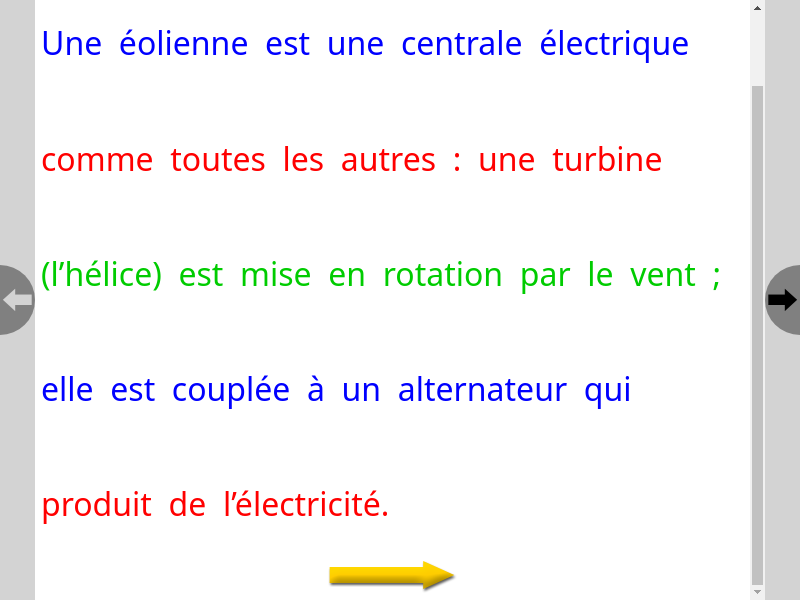 Une éolienne est une centrale électrique
comme toutes les autres : une turbine
(l’hélice) est mise en rotation par le vent ;
elle est couplée à un alternateur qui
produit de l’électricité.